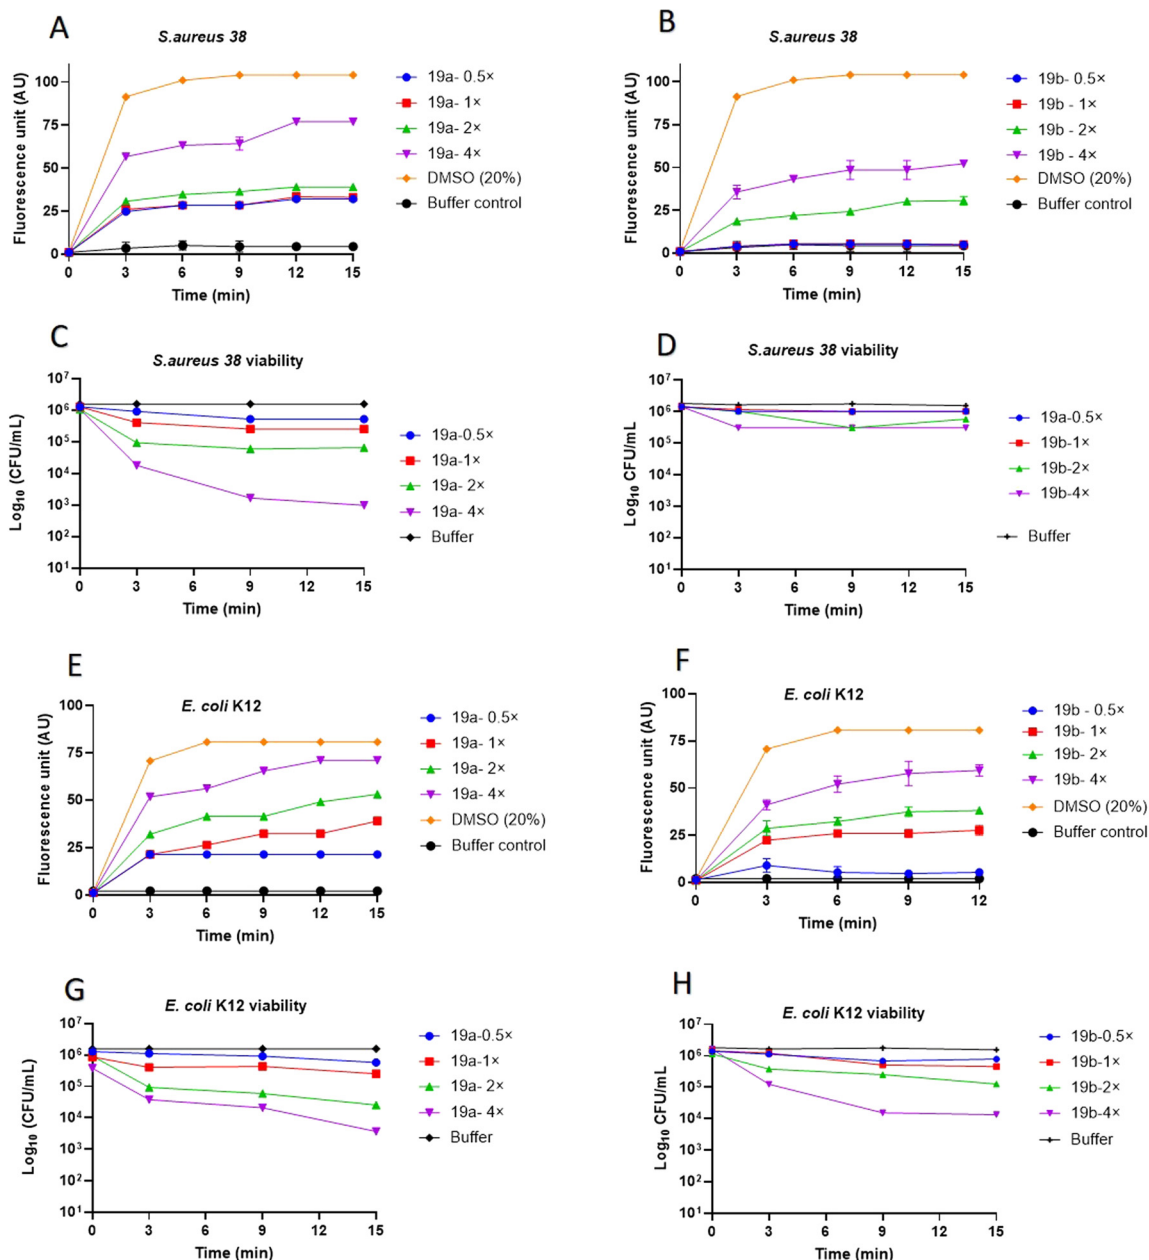 A
S.aureus 38
Fluorescence unit (AU)
100
75
50
25
0
0 3 6 9 12 15
Time (min)
19a- 0.5×
19a- 1×
19a- 2×
19a- 4×
DMSO (20%)
Buffer control
B
S.aureus 38
Fluorescence unit (AU)
100
75
50
25
0
0 3 6 9 12 15
Time (min)
19b- 0.5×
19b - 1×
19b - 2×
19b - 4×
DMSO (20%)
Buffer control
C
S.aureus 38 viability
Log₁₀ (CFU/mL)
10⁷
10⁶
10⁵
10⁴
10³
10²
10¹
0 3 6 9 12 15
Time (min)
19a-0.5×
19a-1×
19a- 2×
19a- 4×
Buffer
D
S.aureus 38 viability
Log₁₀ CFU/mL
10⁷
10⁶
10⁵
10⁴
10³
10²
10¹
0 3 6 9 12 15
Time (min)
19a-0.5×
19b-1×
19b-2×
19b-4×
Buffer
E
E. coli K12
Fluorescence unit (AU)
100
75
50
25
0
0 3 6 9 12 15
Time (min)
19a- 0.5×
19a- 1×
19a- 2×
19a- 4×
DMSO (20%)
Buffer control
F
E. coli K12
Fluorescence unit (AU)
100
75
50
25
0
0 3 6 9 12
Time (min)
19b - 0.5×
19b- 1×
19b- 2×
19b- 4×
DMSO (20%)
Buffer control
G
E. coli K12 viability
Log₁₀ (CFU/mL)
10⁷
10⁶
10⁵
10⁴
10³
10²
10¹
0 3 6 9 12 15
Time (min)
19a-0.5×
19a-1×
19a- 2×
19a- 4×
Buffer
H
E. coli K12 viability
Log₁₀ CFU/mL
10⁷
10⁶
10⁵
10⁴
10³
10²
10¹
0 3 6 9 12 15
Time (min)
19b-0.5×
19b-1×
19b-2×
19b-4×
Buffer